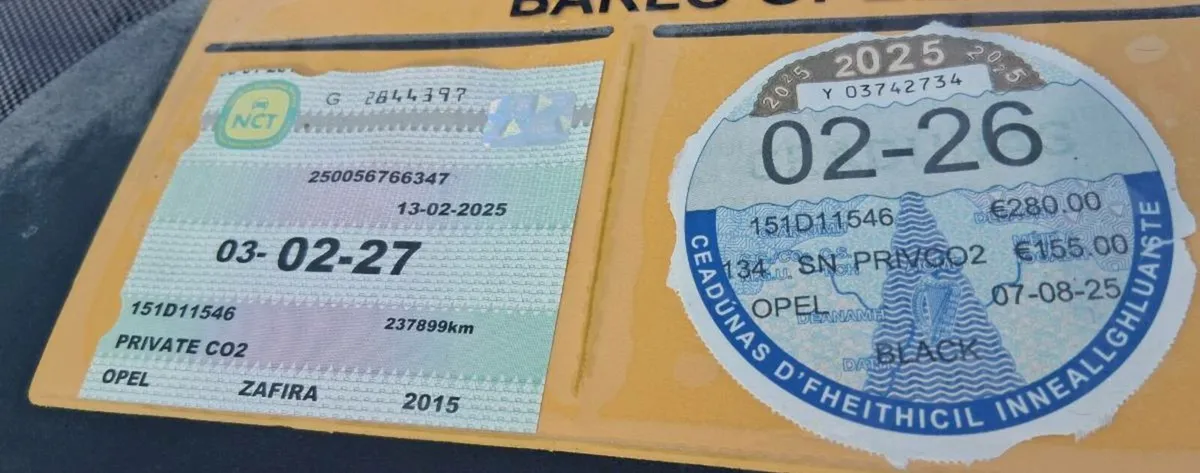 G 2844397
NCT
250056766347
13-02-2025
03- 02-27
151D11546
237899km
PRIVATE CO2
OPEL ZAFIRA 2015
2025 2025 2025
Y 03742734
02-26
151D11546 €280.00
134 SN PRIVCO2 €155.00
OPEL 07-08-25
BLACK
CEADÚNAS D'FHEITHICIL INNEALLGHLUAISTE